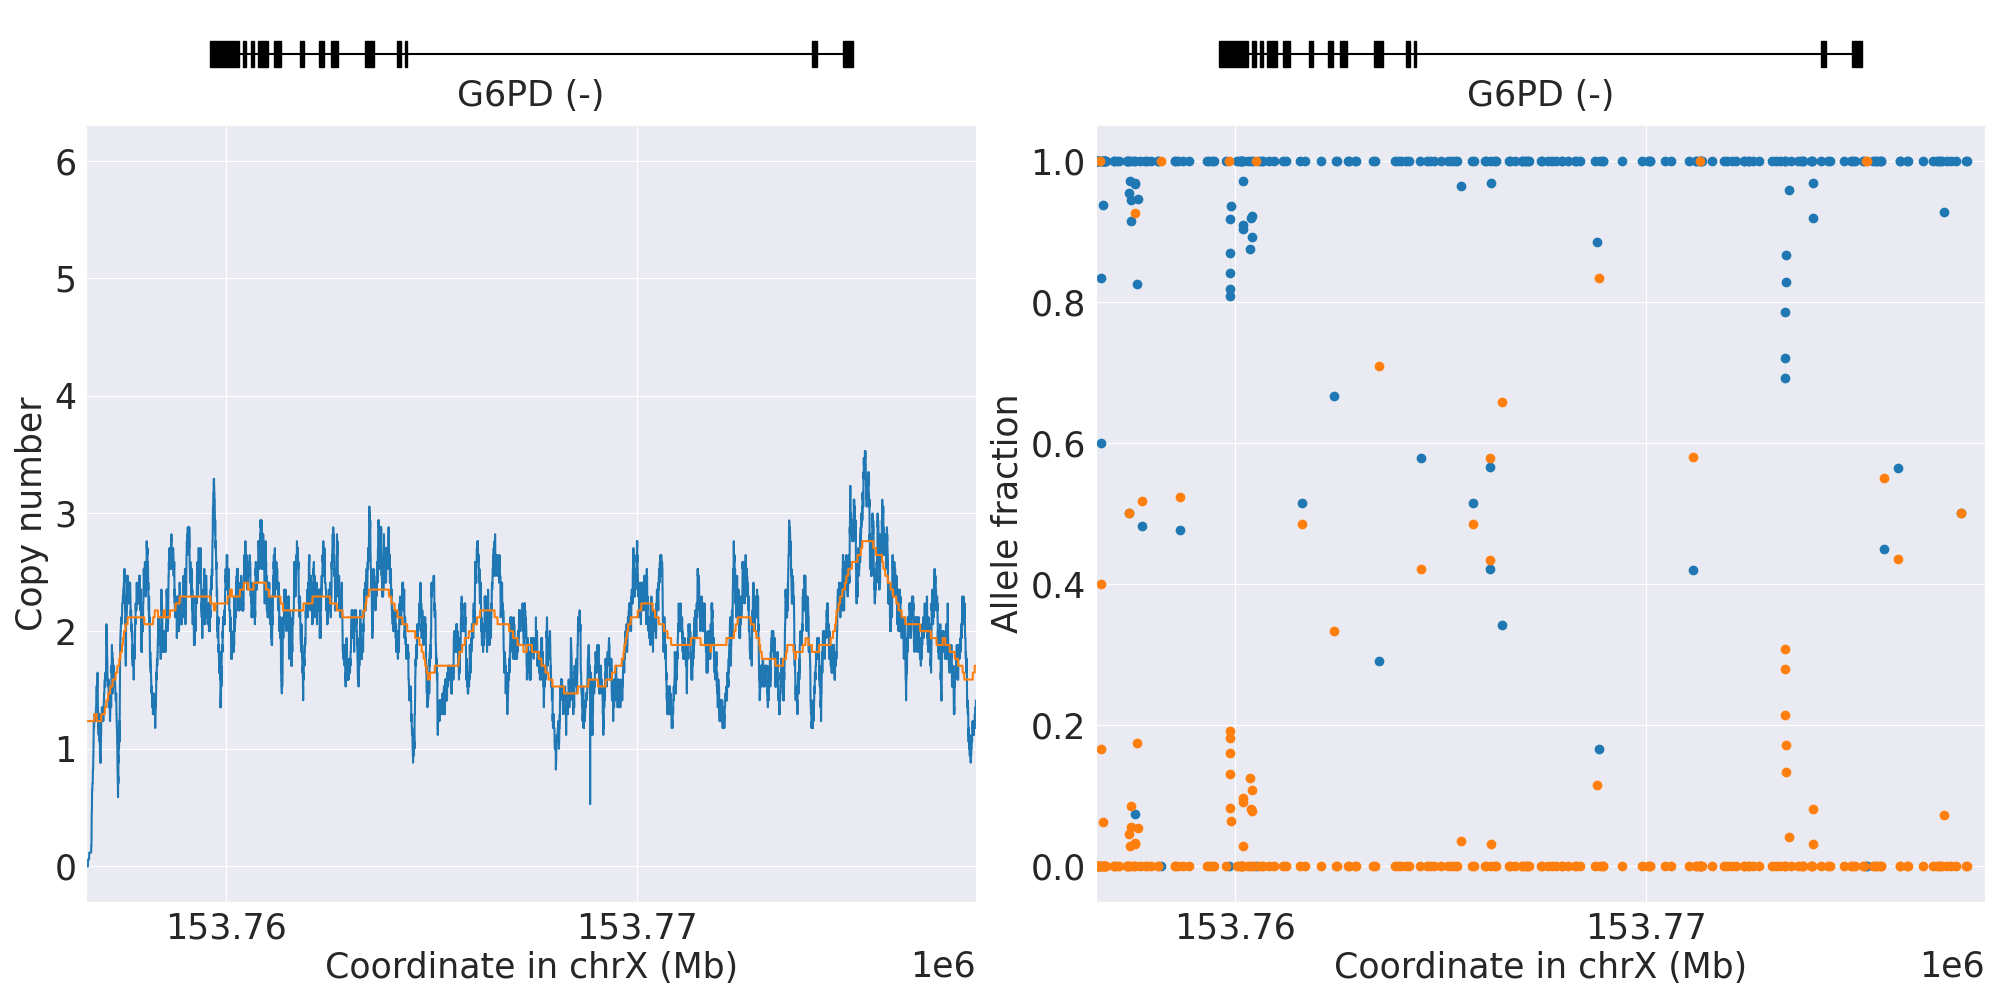 G6PD (-)
6
5
4
3
2
1
0
Copy number
153.76
153.77
Coordinate in chrX (Mb)
1e6
G6PD (-)
1.0
0.8
0.6
0.4
0.2
0.0
Allele fraction
153.76
153.77
Coordinate in chrX (Mb)
1e6